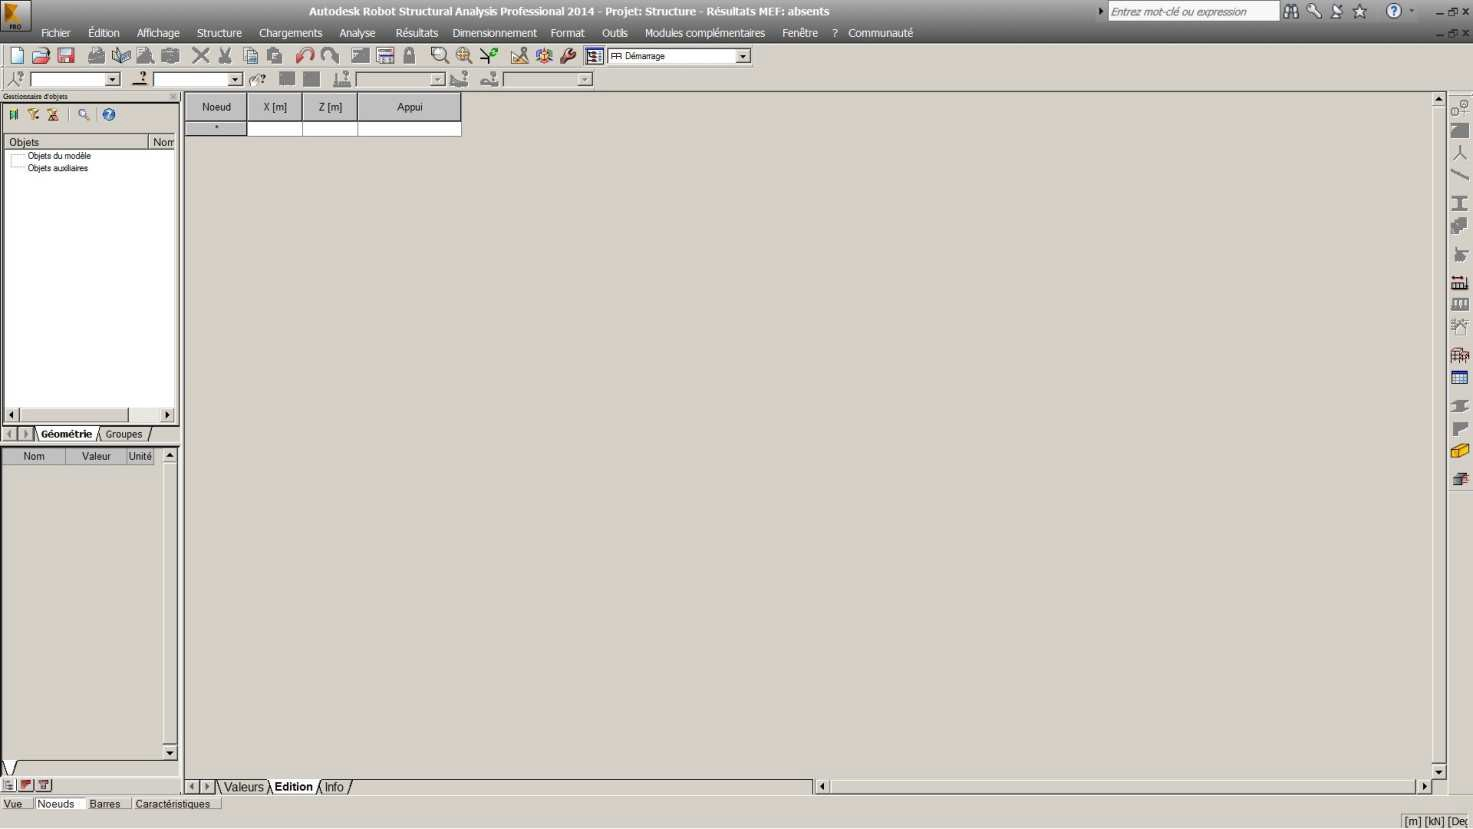 Autodesk Robot Structural Analysis Professional 2014 - Projet: Structure - Résultats MEF: absents
Entrez mot-clé ou expression
PRO
Fichier Édition Affichage Structure Chargements Analyse Résultats Dimensionnement Format Outils Modules complémentaires Fenêtre ? Communauté
FR Démarrage
Gestionnaire d'objets
Objets Nom
Objets du modèle
Objets auxiliaires
Géométrie Groupes
Nom Valeur Unité
Noeud X [m] Z [m] Appui
*
Valeurs Edition Info
Vue Noeuds Barres Caractéristiques
[m] [kN] [Deg